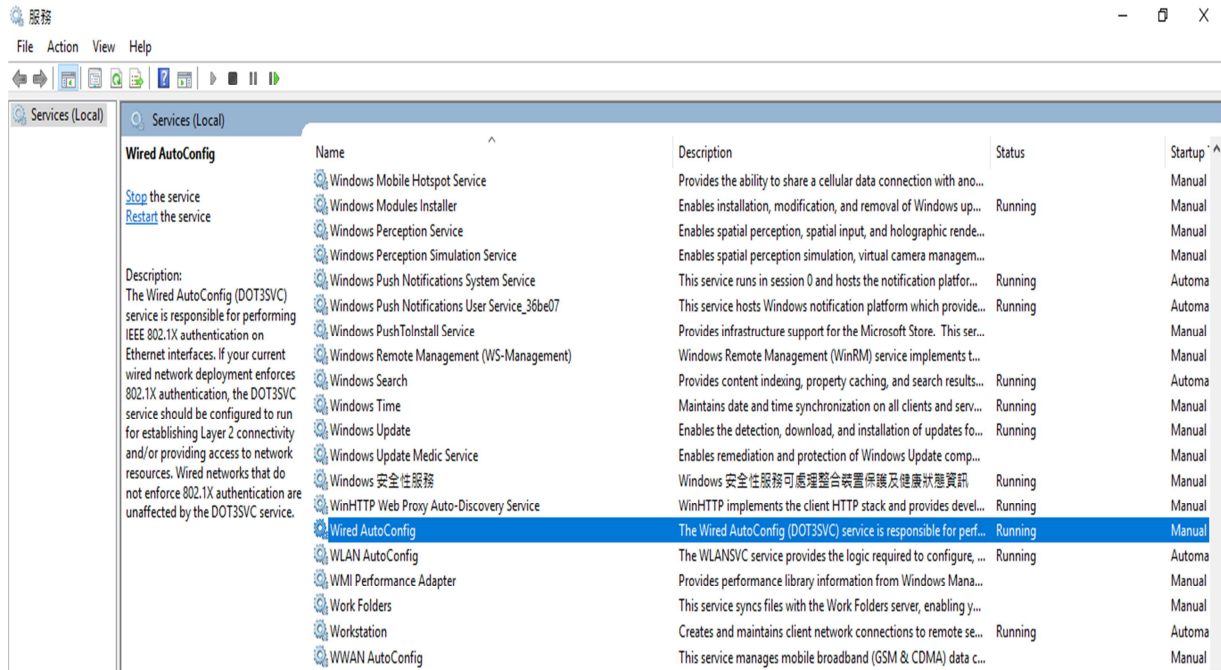 服務
File Action View Help
Services (Local)
Services (Local)
Wired AutoConfig
Stop the service
Restart the service
Description:
The Wired AutoConfig (DOT3SVC)
service is responsible for performing
IEEE 802.1X authentication on
Ethernet interfaces. If your current
wired network deployment enforces
802.1X authentication, the DOT3SVC
service should be configured to run
for establishing Layer 2 connectivity
and/or providing access to network
resources. Wired networks that do
not enforce 802.1X authentication are
unaffected by the DOT3SVC service.
Name Description Status Startup
Windows Mobile Hotspot Service Provides the ability to share a cellular data connection with ano... Manual
Windows Modules Installer Enables installation, modification, and removal of Windows up... Running Manual
Windows Perception Service Enables spatial perception, spatial input, and holographic rende... Manual
Windows Perception Simulation Service Enables spatial perception simulation, virtual camera managem... Manual
Windows Push Notifications System Service This service runs in session 0 and hosts the notification platfor... Running Automa
Windows Push Notifications User Service_36be07 This service hosts Windows notification platform which provide... Running Automa
Windows PushToInstall Service Provides infrastructure support for the Microsoft Store. This ser... Manual
Windows Remote Management (WS-Management) Windows Remote Management (WinRM) service implements t... Manual
Windows Search Provides content indexing, property caching, and search results... Running Automa
Windows Time Maintains date and time synchronization on all clients and serv... Running Manual
Windows Update Enables the detection, download, and installation of updates fo... Running Manual
Windows Update Medic Service Enables remediation and protection of Windows Update comp... Manual
Windows 安全性服務 Windows 安全性服務可處理整合裝置保護及健康狀態資訊 Running Manual
WinHTTP Web Proxy Auto-Discovery Service WinHTTP implements the client HTTP stack and provides devel... Running Manual
Wired AutoConfig The Wired AutoConfig (DOT3SVC) service is responsible for perf... Running Manual
WLAN AutoConfig The WLANSVC service provides the logic required to configure, ... Running Automa
WMI Performance Adapter Provides performance library information from Windows Mana... Manual
Work Folders This service syncs files with the Work Folders server, enabling y... Manual
Workstation Creates and maintains client network connections to remote se... Running Automa
WWAN AutoConfig This service manages mobile broadband (GSM & CDMA) data c... Manual